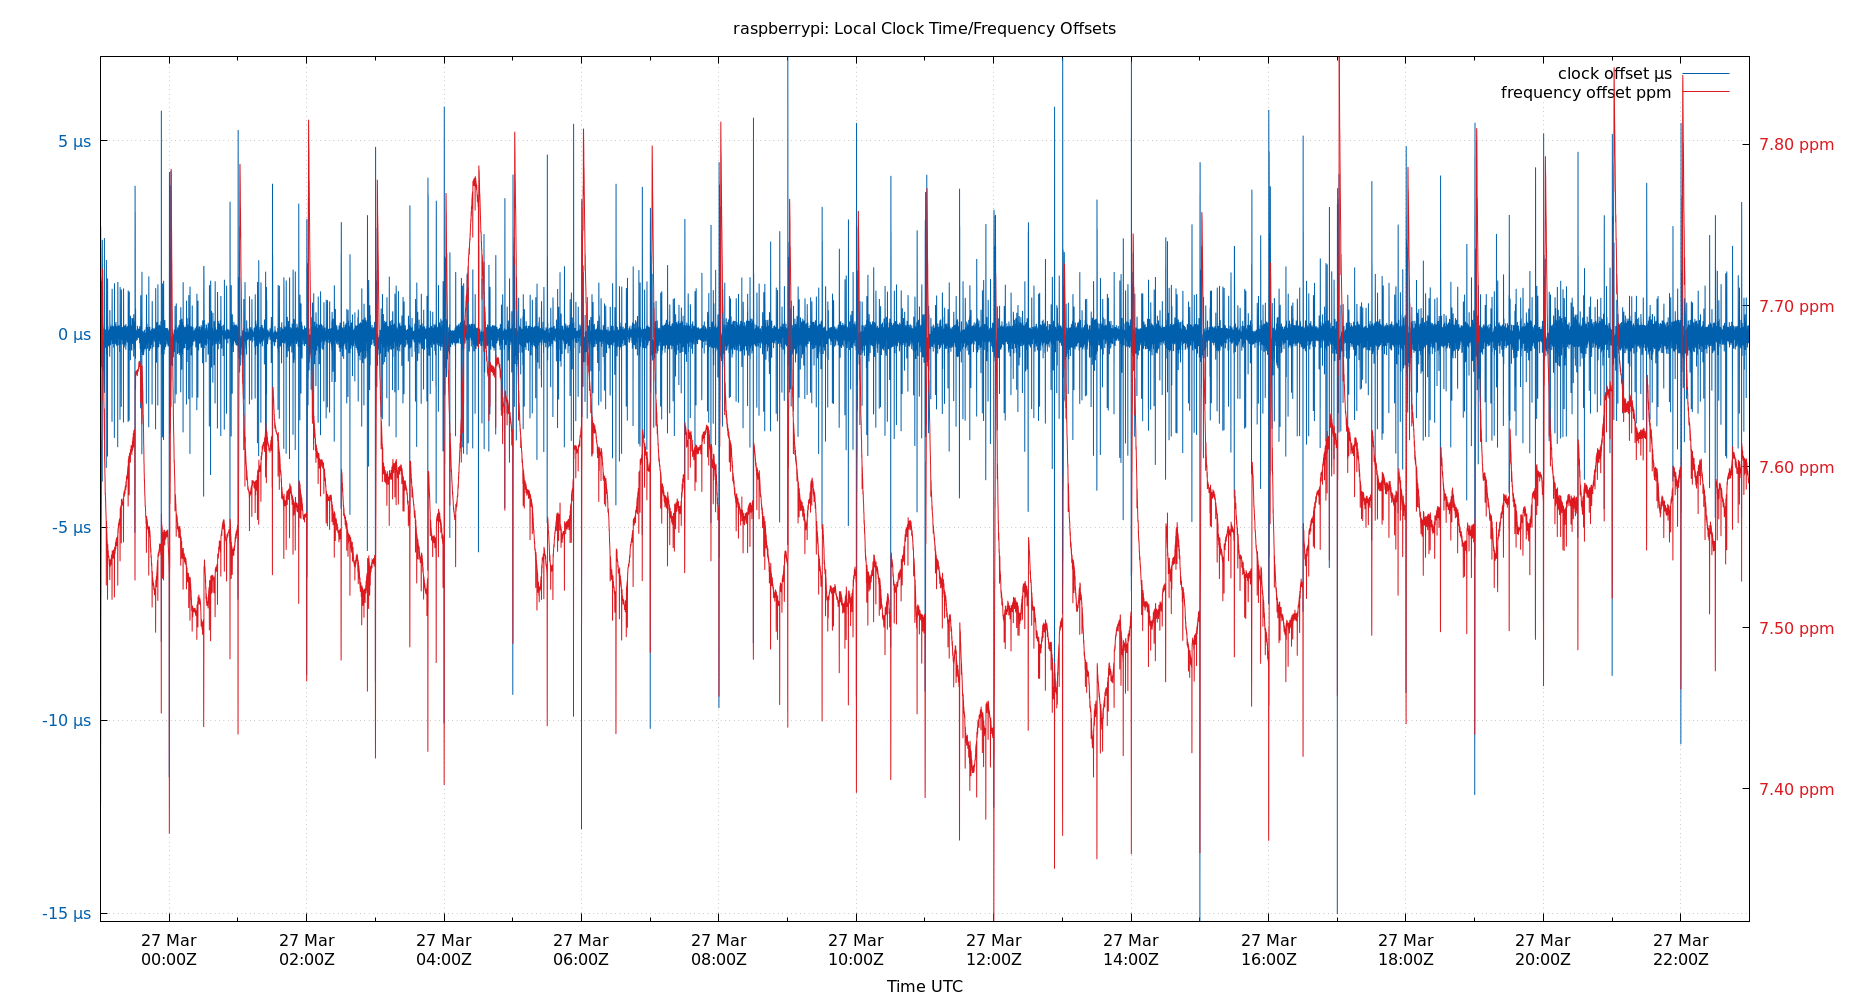 raspberrypi: Local Clock Time/Frequency Offsets
clock offset µs
frequency offset ppm
5 µs
0 µs
-5 µs
-10 µs
-15 µs
7.80 ppm
7.70 ppm
7.60 ppm
7.50 ppm
7.40 ppm
27 Mar 27 Mar 27 Mar 27 Mar 27 Mar 27 Mar 27 Mar 27 Mar 27 Mar 27 Mar 27 Mar 27 Mar
00:00Z 02:00Z 04:00Z 06:00Z 08:00Z 10:00Z 12:00Z 14:00Z 16:00Z 18:00Z 20:00Z 22:00Z
Time UTC